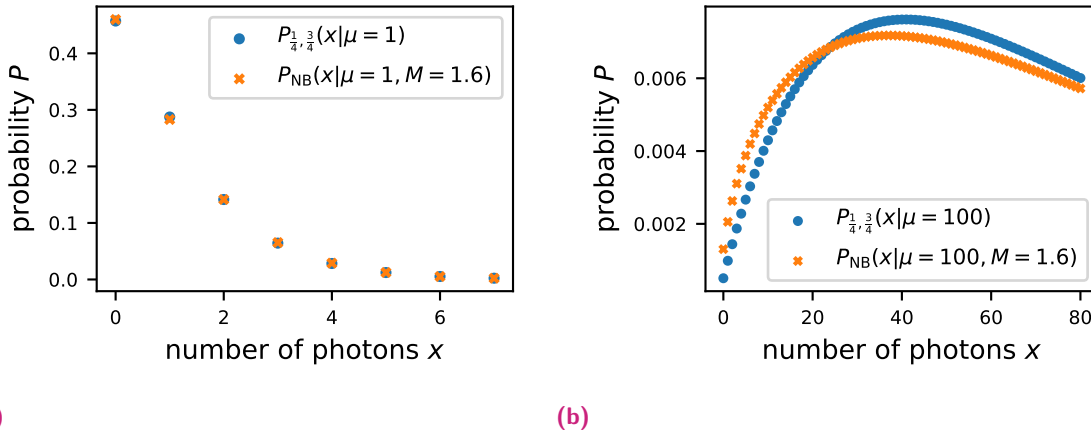 probability P
0.4
0.3
0.2
0.1
0.0
0 2 4 6
number of photons x
P_{1/4, 3/4}(x|μ = 1)
P_NB(x|μ = 1, M = 1.6)
)
probability P
0.006
0.004
0.002
0 20 40 60 80
number of photons x
P_{1/4, 3/4}(x|μ = 100)
P_NB(x|μ = 100, M = 1.6)
(b)